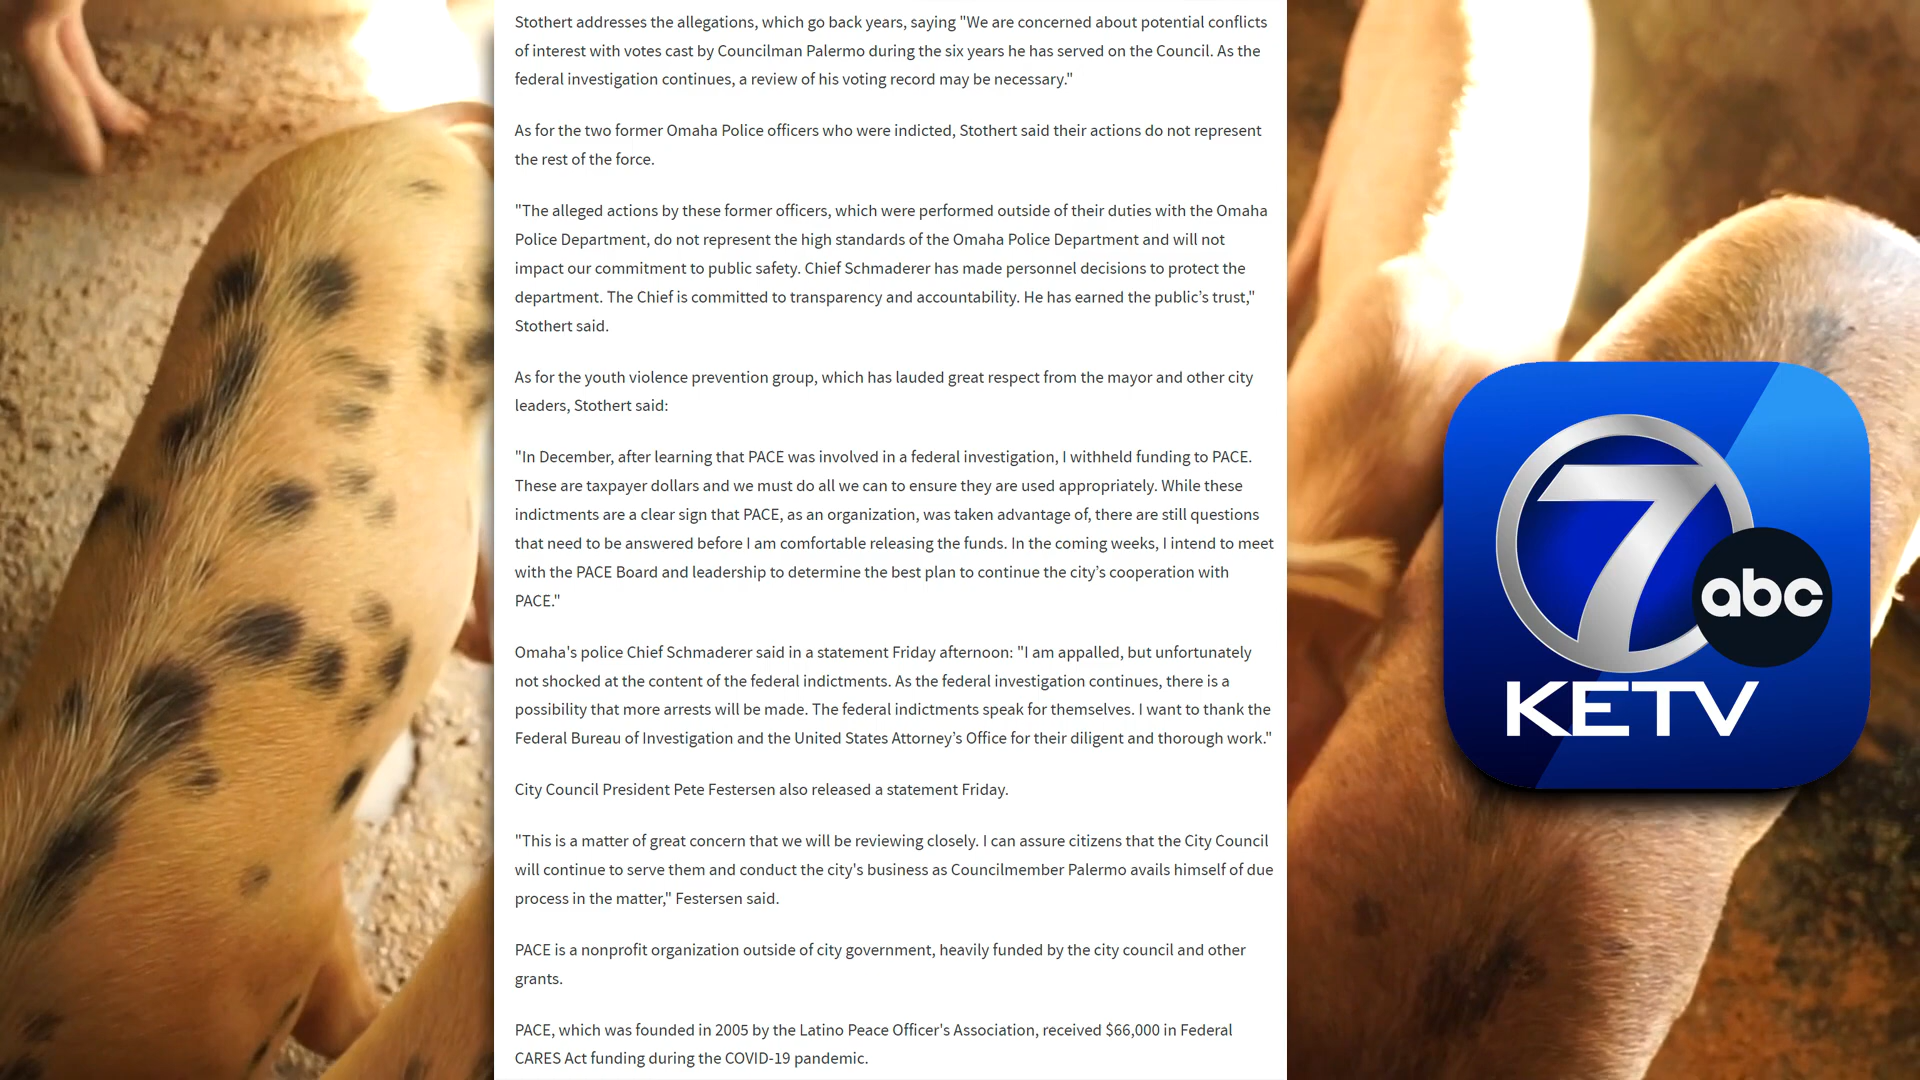 Stothert addresses the allegations, which go back years, saying "We are concerned about potential conflicts
of interest with votes cast by Councilman Palermo during the six years he has served on the Council. As the
federal investigation continues, a review of his voting record may be necessary."
As for the two former Omaha Police officers who were indicted, Stothert said their actions do not represent
the rest of the force.
"The alleged actions by these former officers, which were performed outside of their duties with the Omaha
Police Department, do not represent the high standards of the Omaha Police Department and will not
impact our commitment to public safety. Chief Schmaderer has made personnel decisions to protect the
department. The Chief is committed to transparency and accountability. He has earned the public’s trust,"
Stothert said.
As for the youth violence prevention group, which has lauded great respect from the mayor and other city
leaders, Stothert said:
"In December, after learning that PACE was involved in a federal investigation, I withheld funding to PACE.
These are taxpayer dollars and we must do all we can to ensure they are used appropriately. While these
indictments are a clear sign that PACE, as an organization, was taken advantage of, there are still questions
that need to be answered before I am comfortable releasing the funds. In the coming weeks, I intend to meet
with the PACE Board and leadership to determine the best plan to continue the city’s cooperation with
PACE."
Omaha's police Chief Schmaderer said in a statement Friday afternoon: "I am appalled, but unfortunately
not shocked at the content of the federal indictments. As the federal investigation continues, there is a
possibility that more arrests will be made. The federal indictments speak for themselves. I want to thank the
Federal Bureau of Investigation and the United States Attorney’s Office for their diligent and thorough work."
City Council President Pete Festersen also released a statement Friday.
"This is a matter of great concern that we will be reviewing closely. I can assure citizens that the City Council
will continue to serve them and conduct the city's business as Councilmember Palermo avails himself of due
process in the matter," Festersen said.
PACE is a nonprofit organization outside of city government, heavily funded by the city council and other
grants.
PACE, which was founded in 2005 by the Latino Peace Officer's Association, received $66,000 in Federal
CARES Act funding during the COVID-19 pandemic.
7
abc
KETV